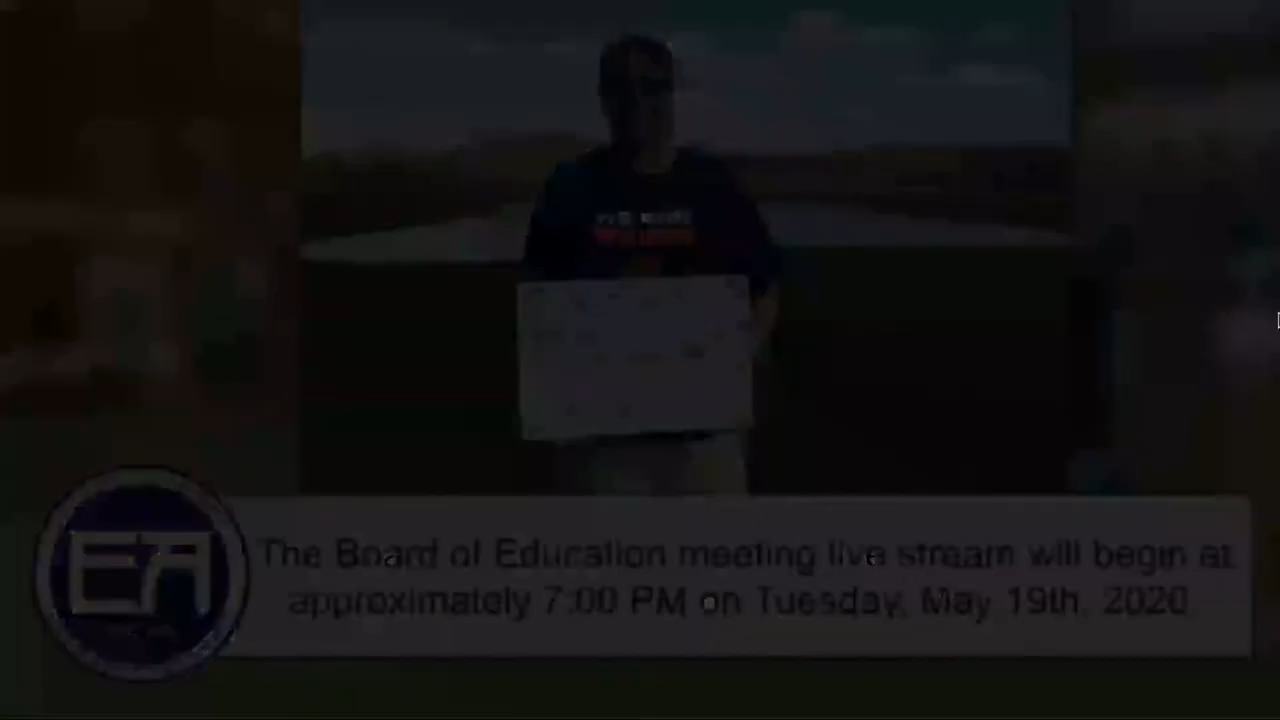 EA
The Board of Education meeting live stream will begin at
approximately 7:00 PM on Tuesday, May 19th, 2020